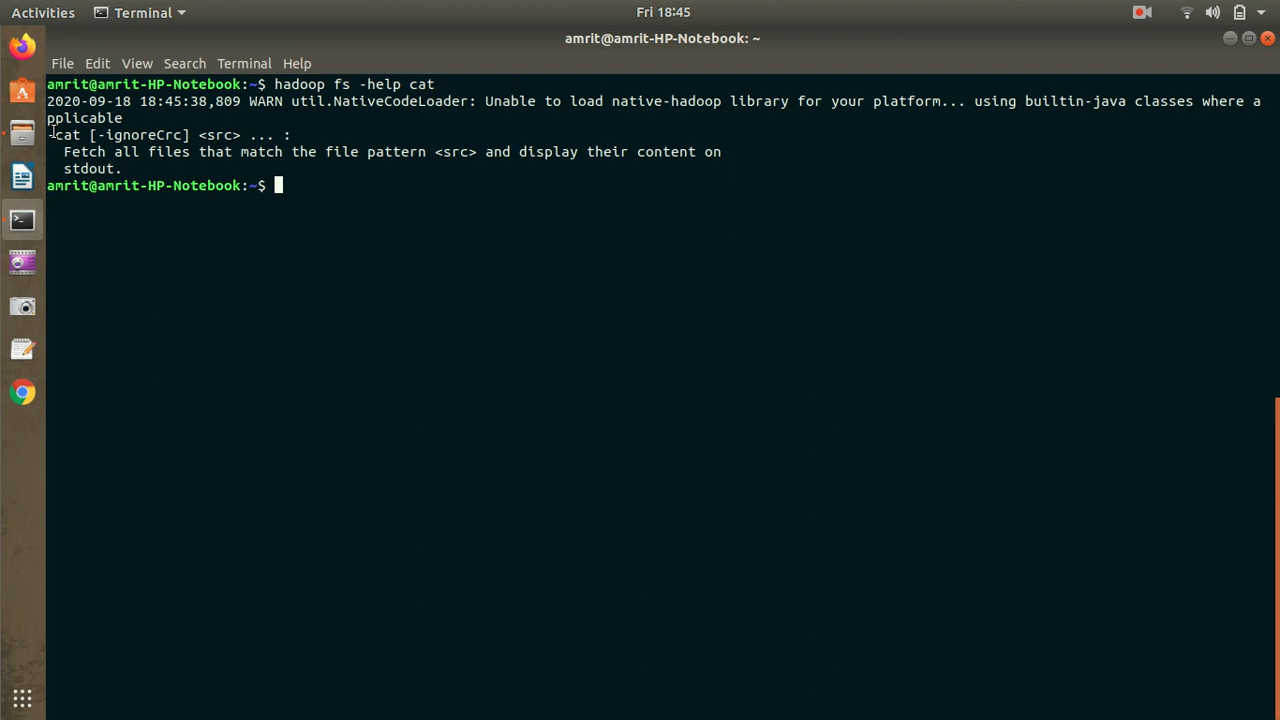 Activities Terminal Fri 18:45
amrit@amrit-HP-Notebook: ~
File Edit View Search Terminal Help
amrit@amrit-HP-Notebook:~$ hadoop fs -help cat
2020-09-18 18:45:38,809 WARN util.NativeCodeLoader: Unable to load native-hadoop library for your platform... using builtin-java classes where a
pplicable
-cat [-ignoreCrc] <src> ... :
Fetch all files that match the file pattern <src> and display their content on
stdout.
amrit@amrit-HP-Notebook:~$